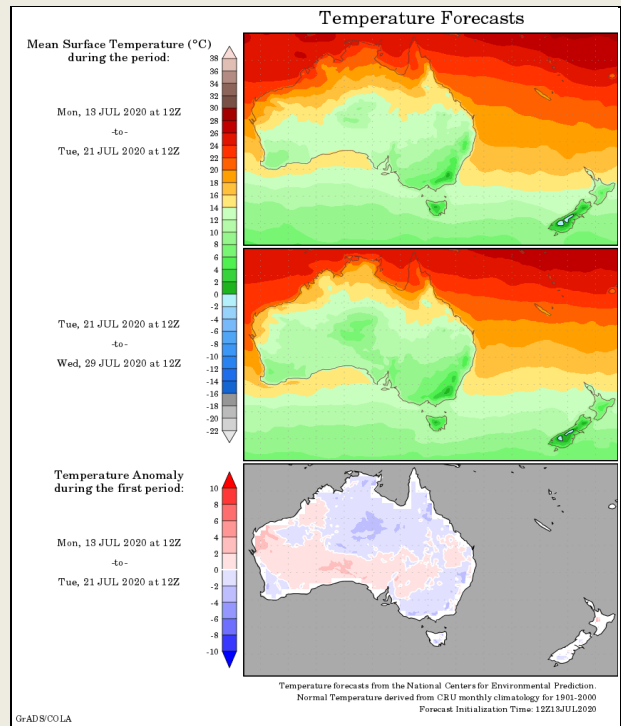 Temperature Forecasts
Mean Surface Temperature (°C)
during the period:
Mon, 13 JUL 2020 at 12Z
-to-
Tue, 21 JUL 2020 at 12Z
38
36
34
32
30
28
26
24
22
20
18
16
14
12
10
8
6
4
2
0
-2
-4
-6
-8
-10
-12
-14
-16
-18
-20
-22
Tue, 21 JUL 2020 at 12Z
-to-
Wed, 29 JUL 2020 at 12Z
Temperature Anomaly
during the first period:
Mon, 13 JUL 2020 at 12Z
-to-
Tue, 21 JUL 2020 at 12Z
10
8
6
4
2
0
-2
-4
-6
-8
-10
Temperature forecasts from the National Centers for Environmental Prediction.
Normal Temperature derived from CRU monthly climatology for 1901-2000
Forecast Initialization Time: 12Z13JUL2020
GrADS/COLA